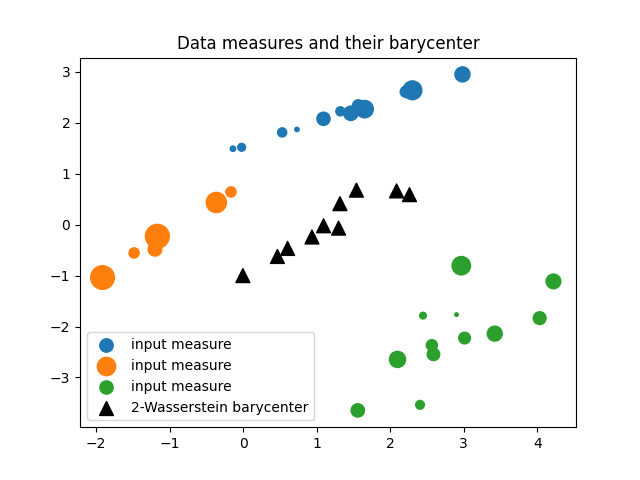 Data measures and their barycenter
3
2
1
0
−1
−2
−3
input measure
input measure
input measure
2-Wasserstein barycenter
−2 −1 0 1 2 3 4